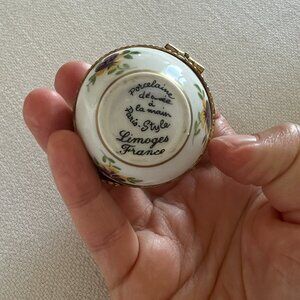 Porcelaine
décorée
à
la main
Paris-Style
Limoges
France